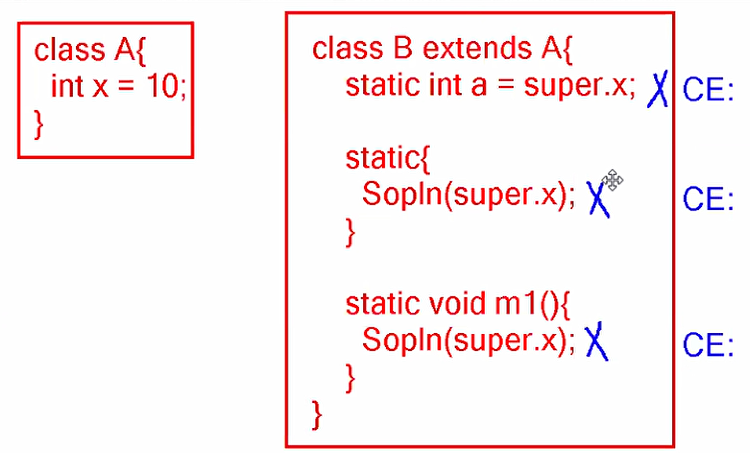 class A{
int x = 10;
}
class B extends A{
static int a = super.x; X CE:
static{
Sopln(super.x); X CE:
}
static void m1(){
Sopln(super.x); X CE:
}
}